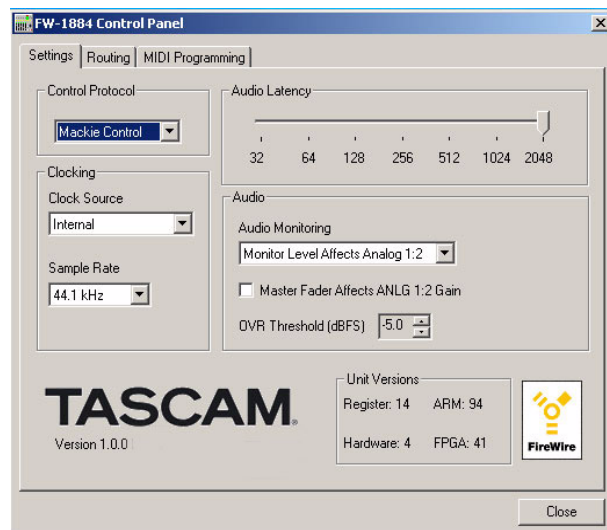 FW-1884 Control Panel
Settings
Routing
MIDI Programming
Control Protocol
Mackie Control
Audio Latency
32 64 128 256 512 1024 2048
Clocking
Clock Source
Internal
Sample Rate
44.1 kHz
Audio
Audio Monitoring
Monitor Level Affects Analog 1:2
Master Fader Affects ANLG 1:2 Gain
OVR Threshold (dBFS) -5.0
TASCAM.
Version 1.0.0
Unit Versions
Register: 14 ARM: 94
Hardware: 4 FPGA: 41
FireWire
Close